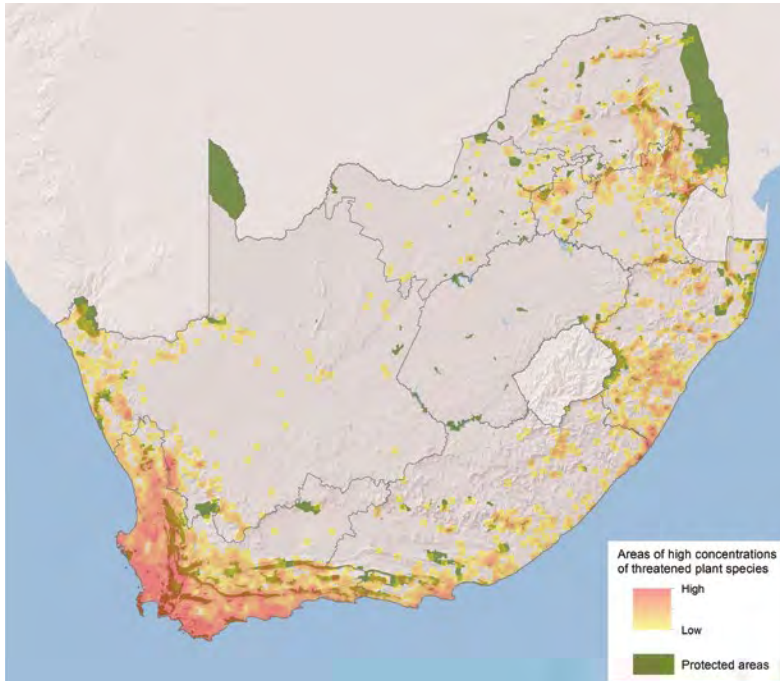 Areas of high concentrations
of threatened plant species
High
Low
Protected areas